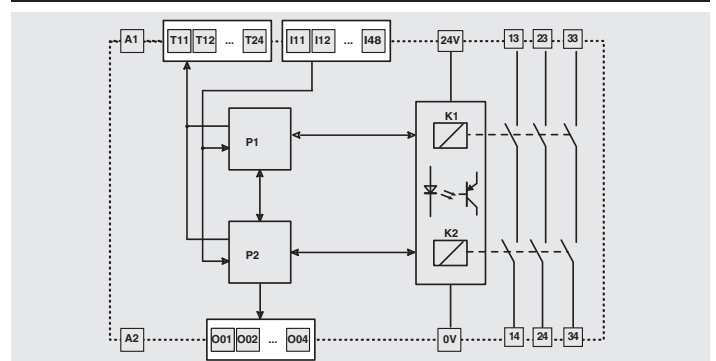 A1 T11 T12 ... T24 I11 I12 ... I48 24V 13 23 33
K1
P1
K2
P2
A2 O01 O02 ... O04 0V 14 24 34